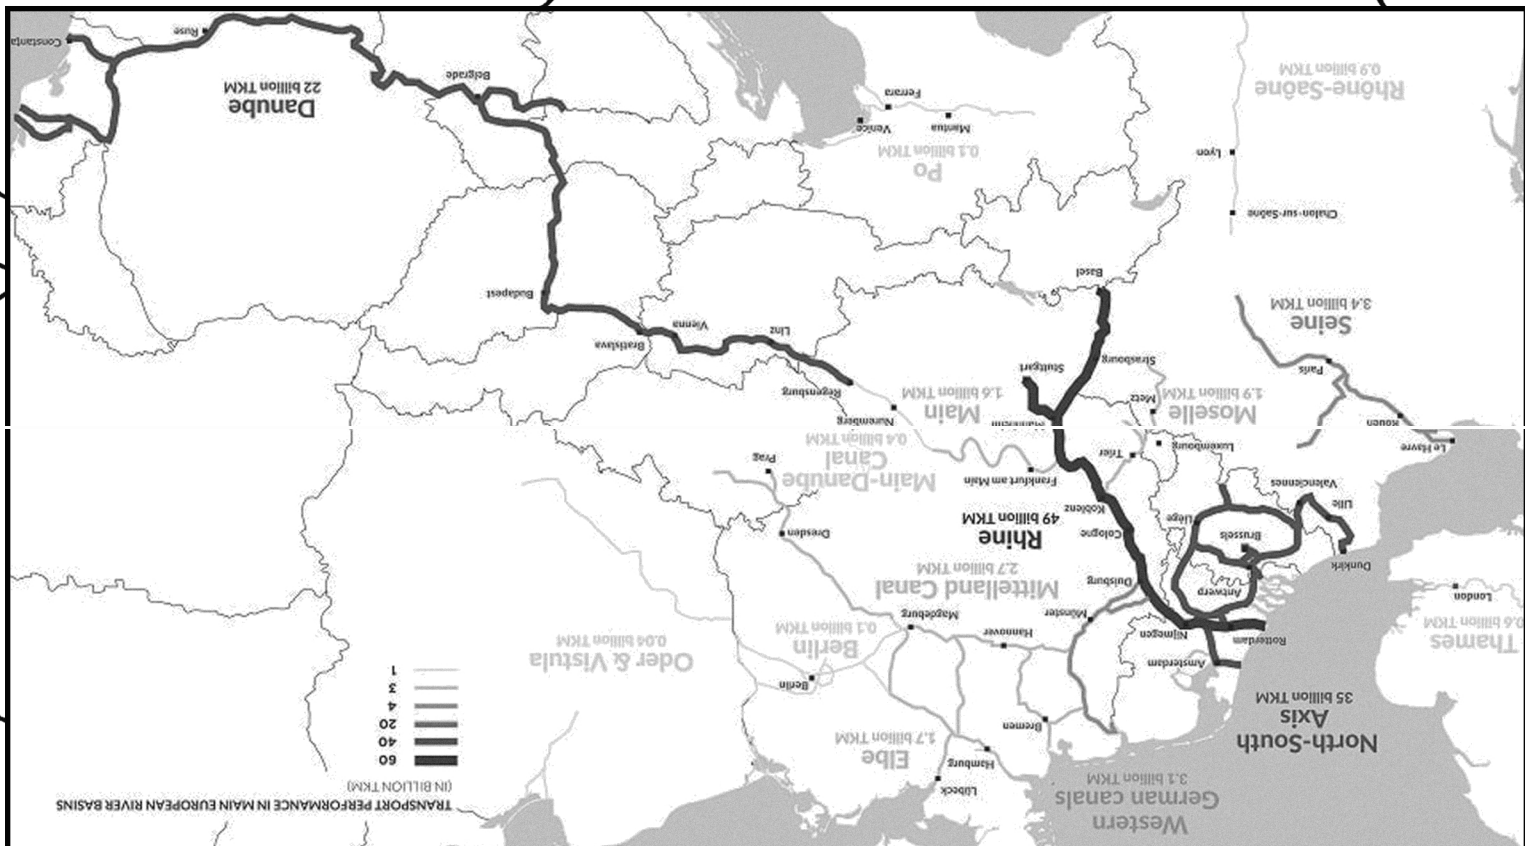 TRANSPORT PERFORMANCE IN MAIN EUROPEAN RIVER BASINS
(IN BILLION TKM)
60
40
20
4
3
1
Western
German canals
3.1 billion TKM
North-South
Axis
35 billion TKM
Elbe
1.7 billion TKM
Oder & Vistula
0.04 billion TKM
Berlin
0.1 billion TKM
Thames
0.6 billion TKM
Mittelland Canal
2.7 billion TKM
Rhine
49 billion TKM
Main-Danube
Canal
0.4 billion TKM
Main
1.6 billion TKM
Moselle
1.9 billion TKM
Seine
3.4 billion TKM
Po
0.1 billion TKM
Danube
22 billion TKM
Rhône-Saône
0.9 billion TKM
Lübeck
Hamburg
Bremen
Berlin
Amsterdam
Rotterdam
Nijmegen
Hannover
Magdeburg
Münster
London
Antwerp
Duisburg
Dunkirk
Brussels
Cologne
Dresden
Liège
Lille
Koblenz
Valenciennes
Frankfurt am Main
Prag
Trier
Luxembourg
Le Havre
Rouen
Nuremberg
Metz
Regensburg
Paris
Stuttgart
Strasbourg
Bratislava
Linz
Vienna
Budapest
Basel
Chalon-sur-Saône
Lyon
Venice
Mantua
Ferrara
Belgrade
Constanța
Ruse